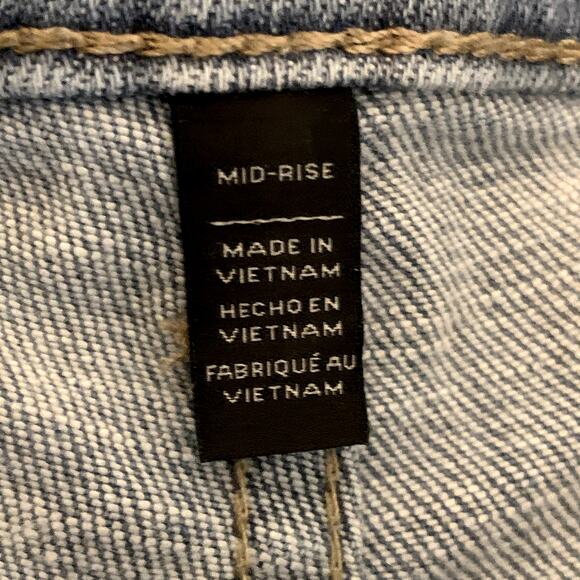 MID-RISE
MADE IN
VIETNAM
HECHO EN
VIETNAM
FABRIQUÉ AU
VIETNAM